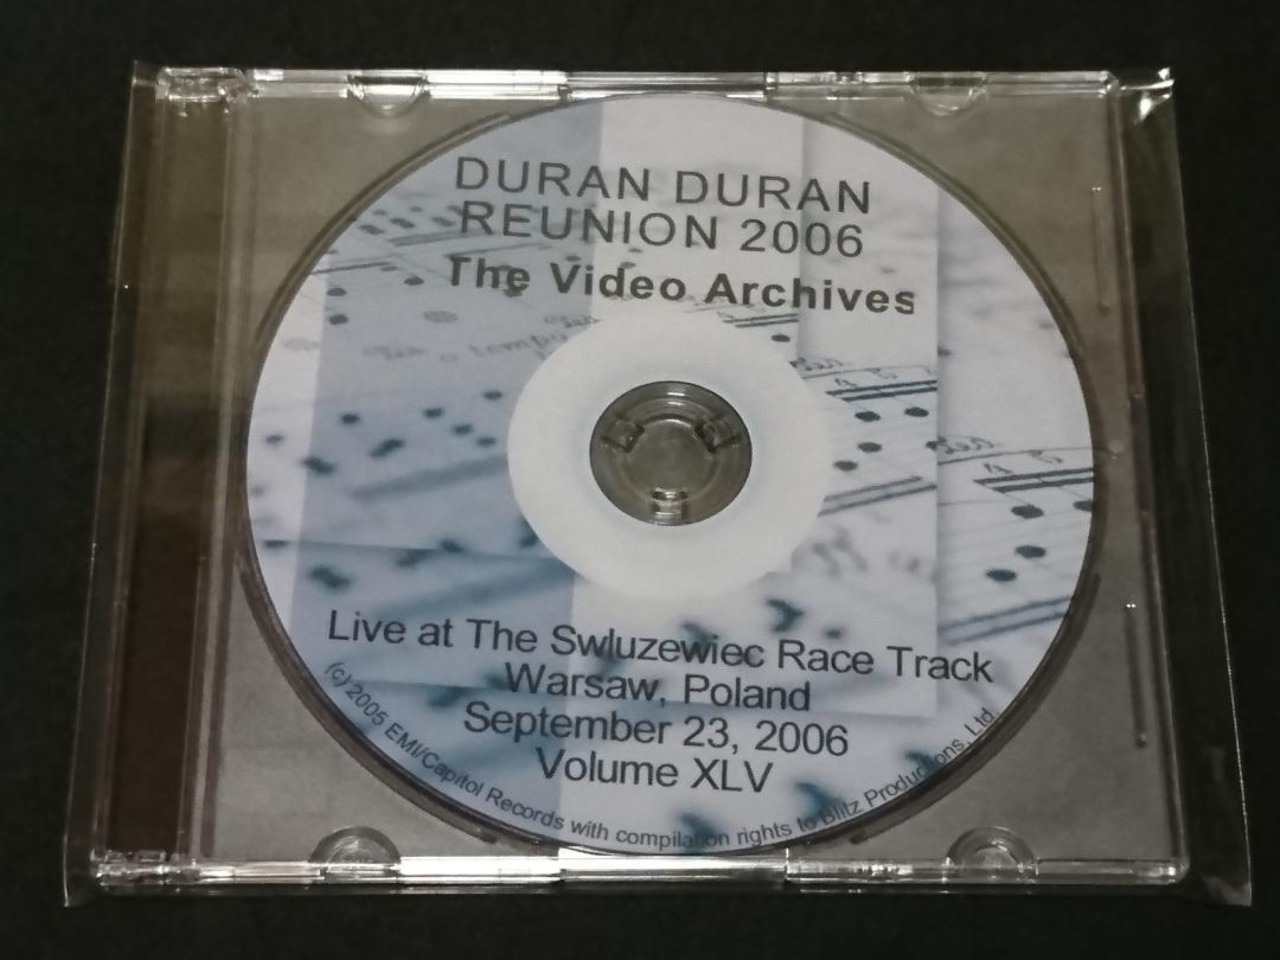 DURAN DURAN
REUNION 2006
The Video Archives
Live at The Swluzewiec Race Track
Warsaw, Poland
September 23, 2006
Volume XLV
(c) 2005 EMI/Capitol Records with compilation rights to Blitz Productions, Ltd.